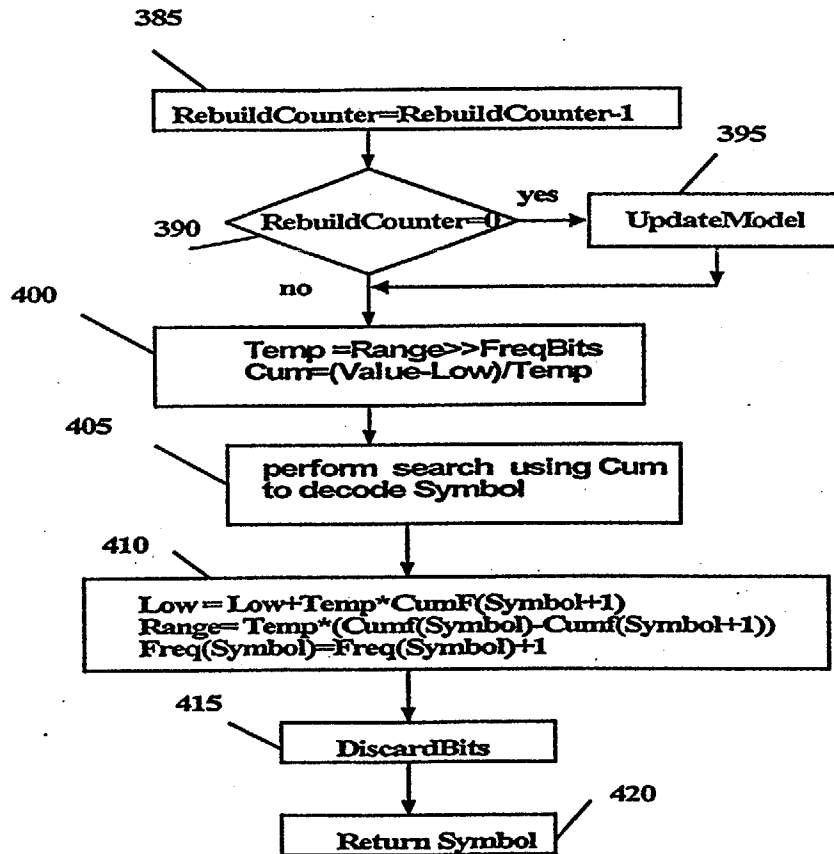 385
RebuildCounter=RebuildCounter-1
395
yes
RebuildCounter=0
UpdateModel
390
no
400
Temp =Range>>FreqBits
Cum=(Value-Low)/Temp
405
perform search using Cum
to decode Symbol
410
Low = Low+Temp*CumF(Symbol+1)
Range= Temp*(Cumf(Symbol)-Cumf(Symbol+1))
Freq(Symbol)=Freq(Symbol)+1
415
DiscardBits
420
Return Symbol